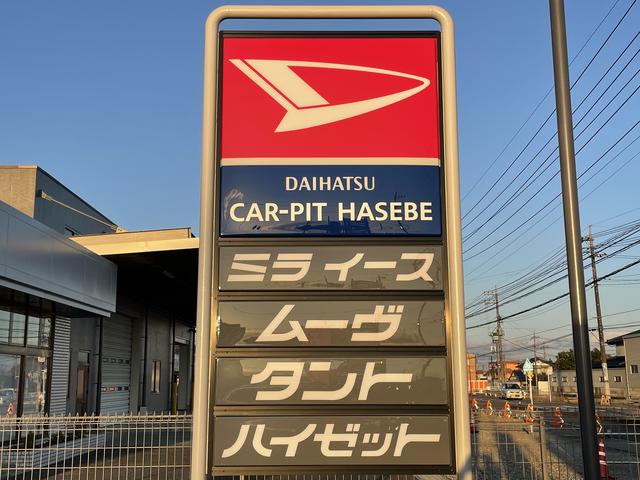 DAIHATSU
CAR-PIT HASEBE
ミラ イース
ムーヴ
タント
ハイゼット